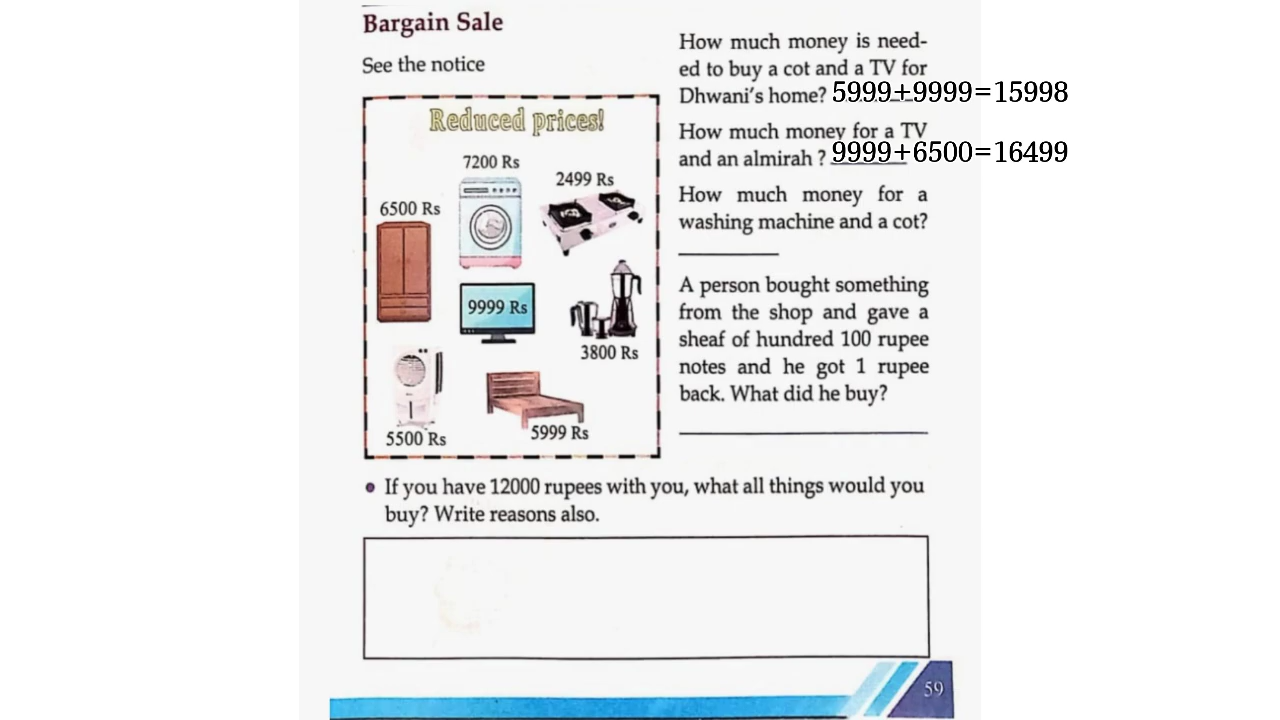 Bargain Sale
See the notice
Reduced prices!
7200 Rs
2499 Rs
6500 Rs
9999 Rs
3800 Rs
5500 Rs
5999 Rs
How much money is need-
ed to buy a cot and a TV for
Dhwani's home? 5999+9999=15998
How much money for a TV
and an almirah ? 9999+6500=16499
How much money for a
washing machine and a cot?
A person bought something
from the shop and gave a
sheaf of hundred 100 rupee
notes and he got 1 rupee
back. What did he buy?
• If you have 12000 rupees with you, what all things would you
buy? Write reasons also.
59